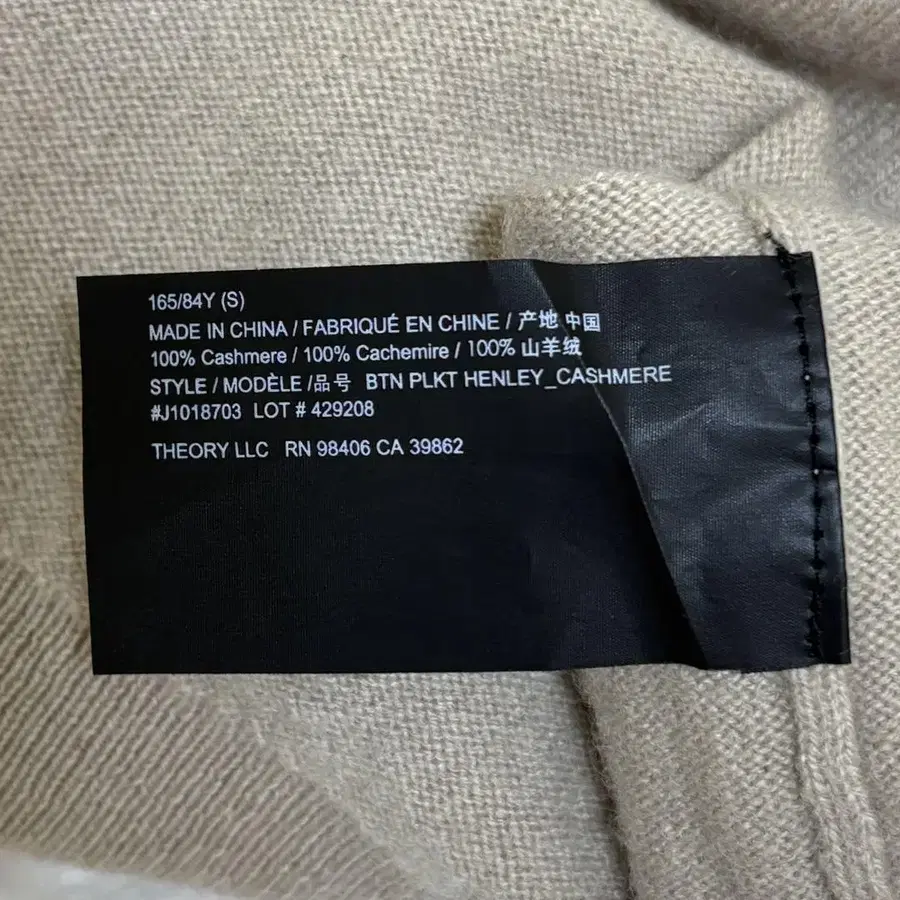 165/84Y (S)
MADE IN CHINA / FABRIQUÉ EN CHINE / 产地 中国
100% Cashmere / 100% Cachemire / 100% 山羊绒
STYLE / MODÈLE /品号 BTN PLKT HENLEY_CASHMERE
#J1018703 LOT # 429208
THEORY LLC RN 98406 CA 39862